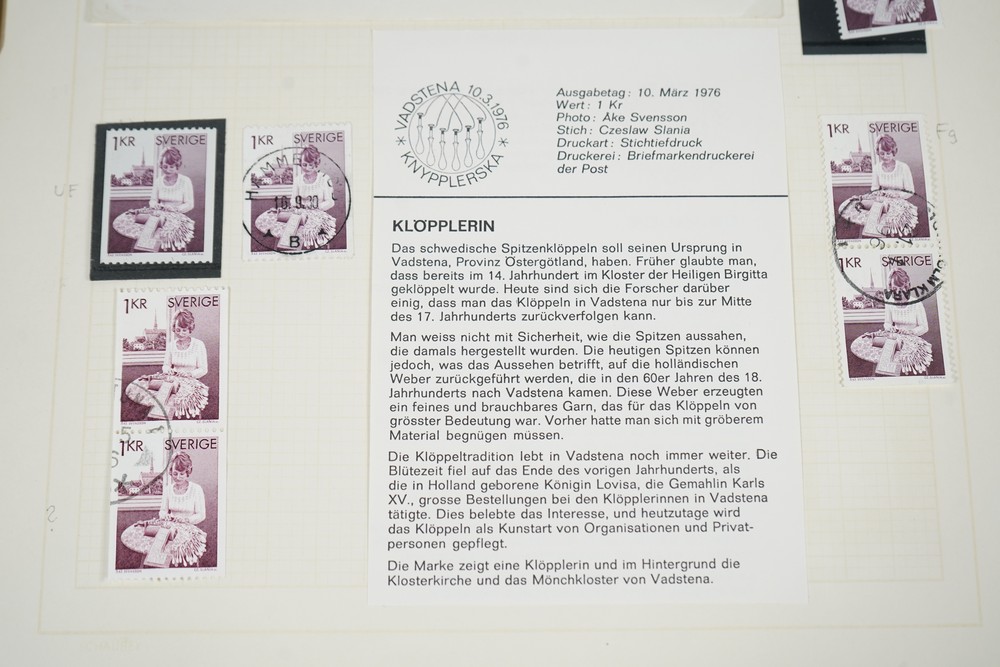 1KR SVERIGE
1KR SVERIGE
HAMME
10.9.80
B
UF
1KR SVERIGE
1KR SVERIGE
?
VADSTENA 10.3.1976
* KNYPPLERSKA *
Ausgabetag: 10. März 1976
Wert: 1 Kr
Photo: Åke Svensson
Stich: Czeslaw Slania
Druckart: Stichtiefdruck
Druckerei: Briefmarkendruckerei
der Post
KLÖPPLERIN
Das schwedische Spitzenklöppeln soll seinen Ursprung in
Vadstena, Provinz Östergötland, haben. Früher glaubte man,
dass bereits im 14. Jahrhundert im Kloster der Heiligen Birgitta
geklöppelt wurde. Heute sind sich die Forscher darüber
einig, dass man das Klöppeln in Vadstena nur bis zur Mitte
des 17. Jahrhunderts zurückverfolgen kann.
Man weiss nicht mit Sicherheit, wie die Spitzen aussahen,
die damals hergestellt wurden. Die heutigen Spitzen können
jedoch, was das Aussehen betrifft, auf die holländischen
Weber zurückgeführt werden, die in den 60er Jahren des 18.
Jahrhunderts nach Vadstena kamen. Diese Weber erzeugten
ein feines und brauchbares Garn, das für das Klöppeln von
grösster Bedeutung war. Vorher hatte man sich mit gröberem
Material begnügen müssen.
Die Klöppeltradition lebt in Vadstena noch immer weiter. Die
Blütezeit fiel auf das Ende des vorigen Jahrhunderts, als
die in Holland geborene Königin Lovisa, die Gemahlin Karls
XV., grosse Bestellungen bei den Klöpplerinnen in Vadstena
tätigte. Dies belebte das Interesse, und heutzutage wird
das Klöppeln als Kunstart von Organisationen und Privat-
personen gepflegt.
Die Marke zeigt eine Klöpplerin und im Hintergrund die
Klosterkirche und das Mönchkloster von Vadstena.
1KR SVERIGE
1KR SVERIGE
KLARA